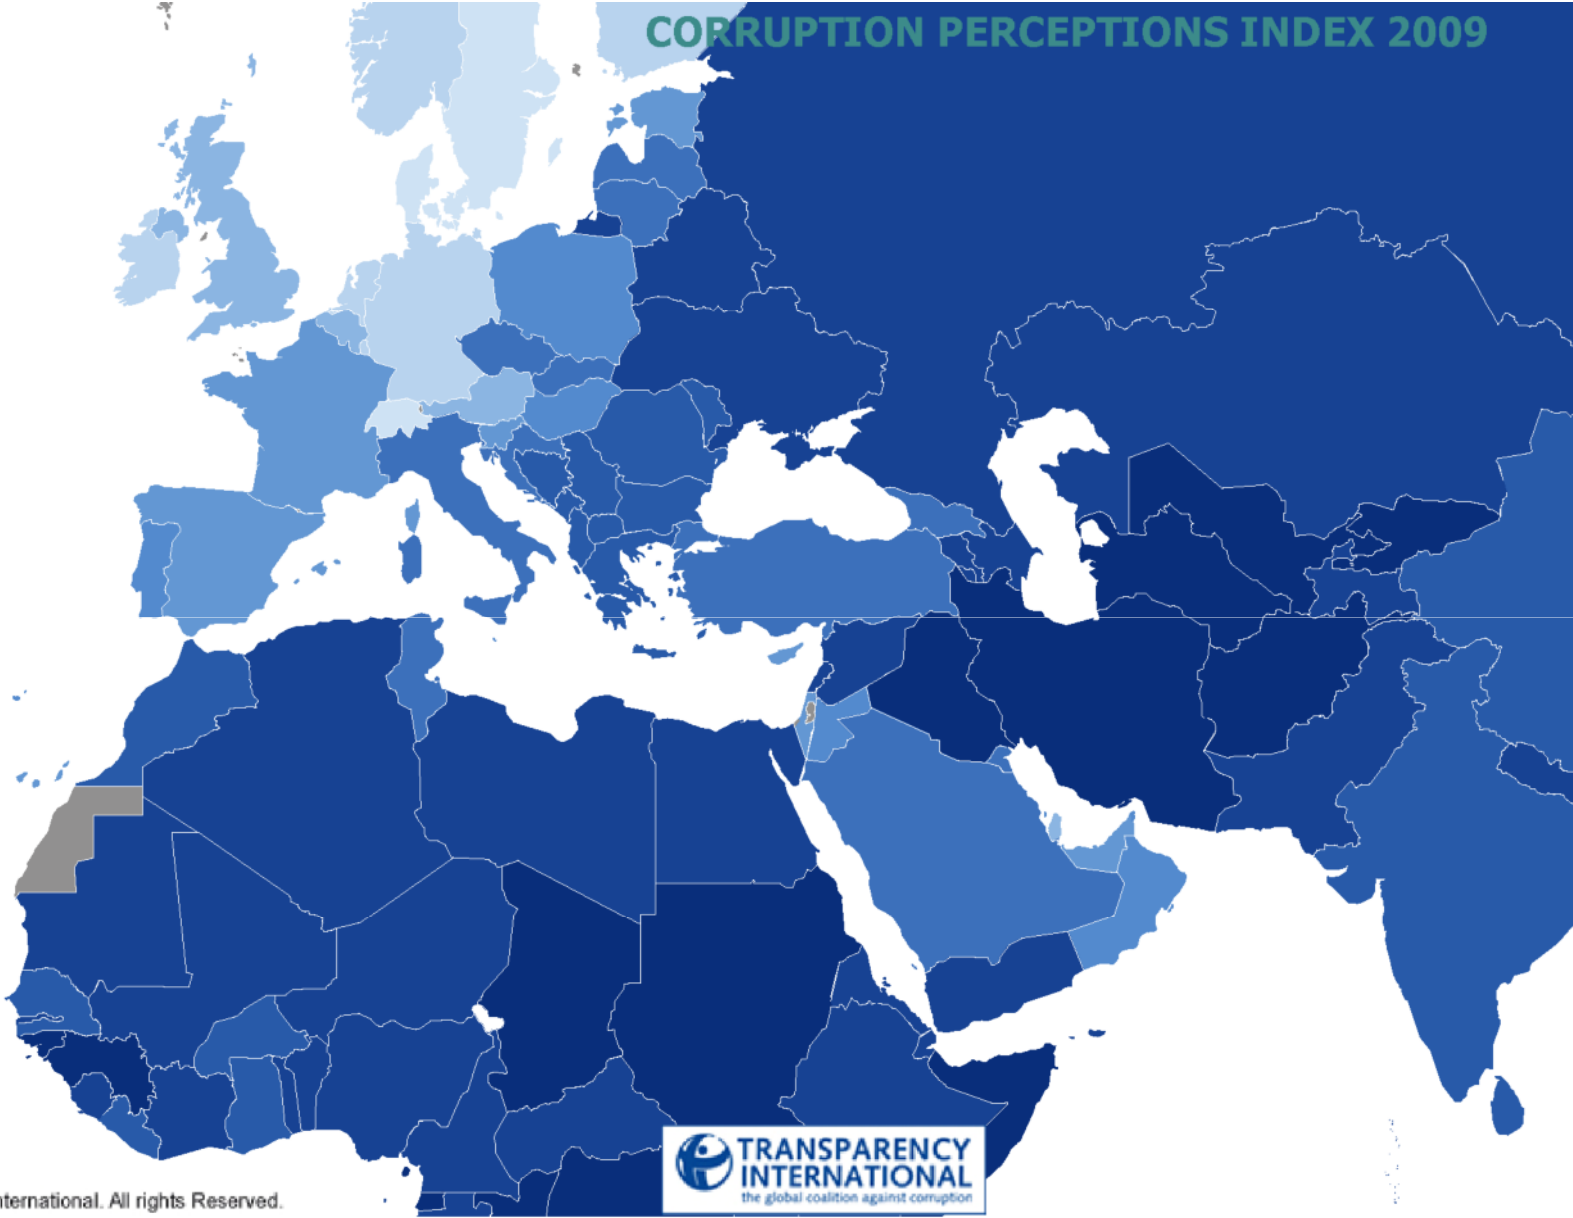 CORRUPTION PERCEPTIONS INDEX 2009
TRANSPARENCY
INTERNATIONAL
the global coalition against corruption
nternational. All rights Reserved.